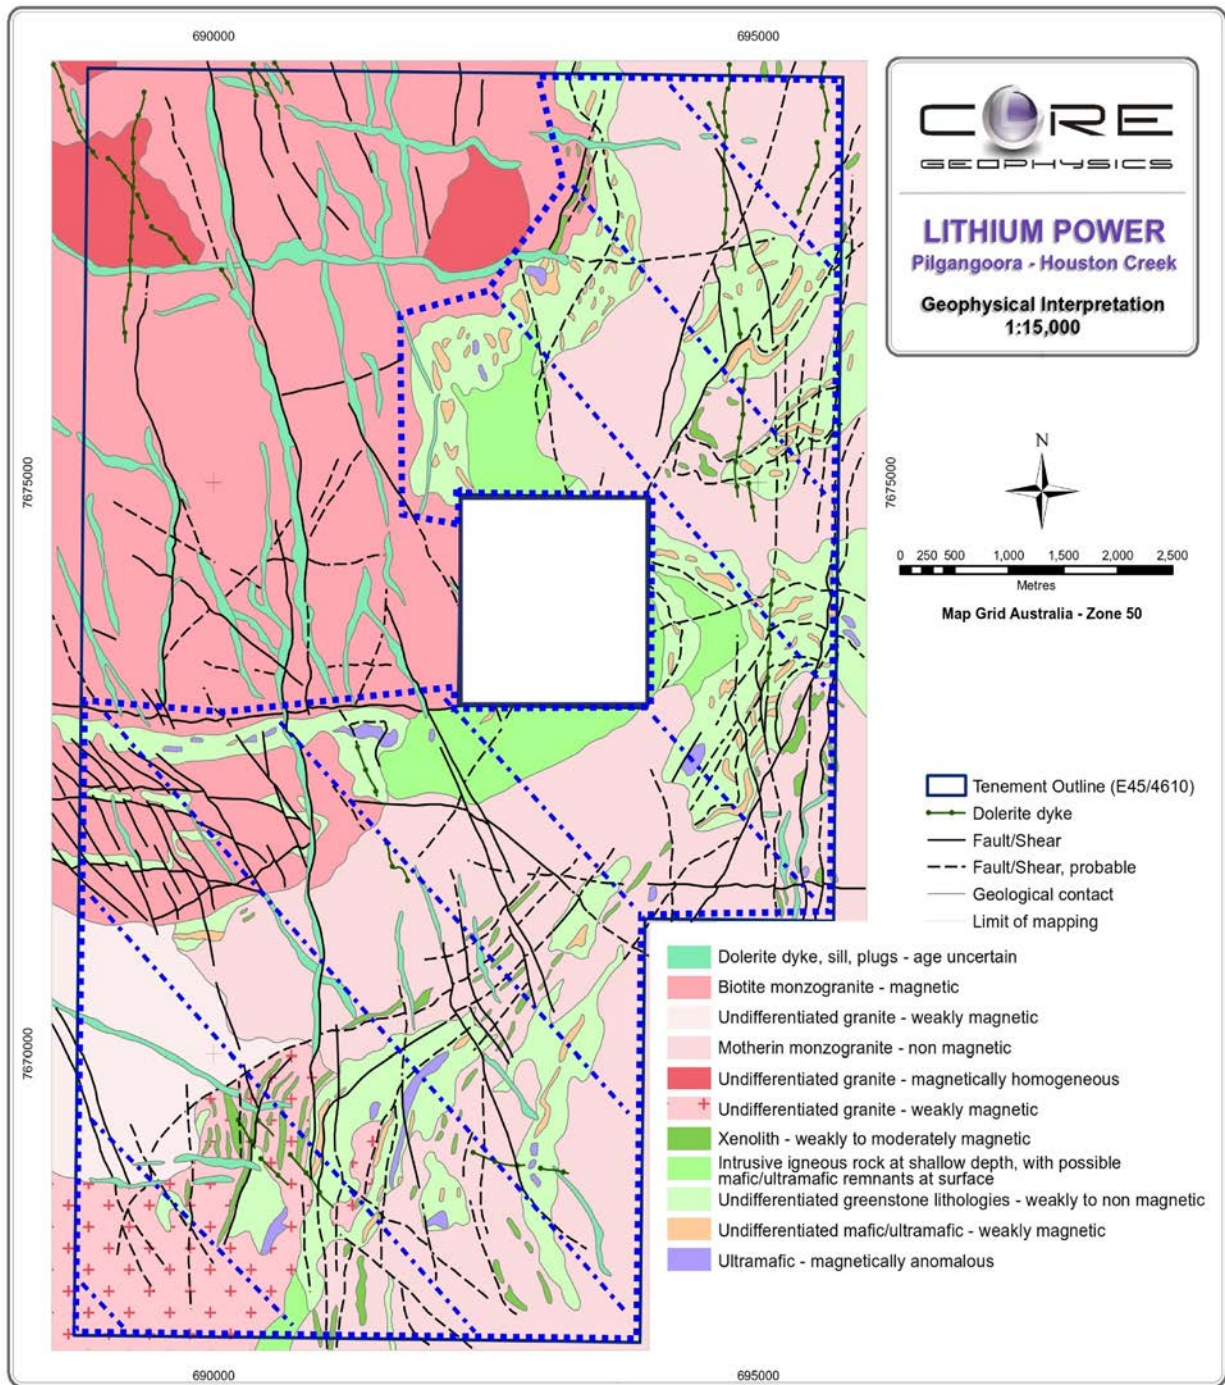 690000
695000
CORE
GEOPHYSICS
LITHIUM POWER
Pilgangoora - Houston Creek
Geophysical Interpretation
1:15,000
7675000
7675000
N
0 250 500 1,000 1,500 2,000 2,500
Metres
Map Grid Australia - Zone 50
Tenement Outline (E45/4610)
Dolerite dyke
Fault/Shear
Fault/Shear, probable
Geological contact
Limit of mapping
Dolerite dyke, sill, plugs - age uncertain
Biotite monzogranite - magnetic
Undifferentiated granite - weakly magnetic
Motherin monzogranite - non magnetic
Undifferentiated granite - magnetically homogeneous
Undifferentiated granite - weakly magnetic
Xenolith - weakly to moderately magnetic
Intrusive igneous rock at shallow depth, with possible
mafic/ultramafic remnants at surface
Undifferentiated greenstone lithologies - weakly to non magnetic
Undifferentiated mafic/ultramafic - weakly magnetic
Ultramafic - magnetically anomalous
7670000
690000
695000